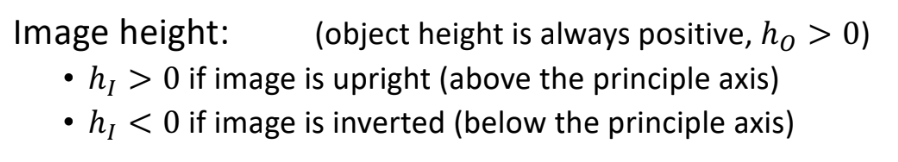 Image height: (object height is always positive, h_O > 0)
• h_I > 0 if image is upright (above the principle axis)
• h_I < 0 if image is inverted (below the principle axis)